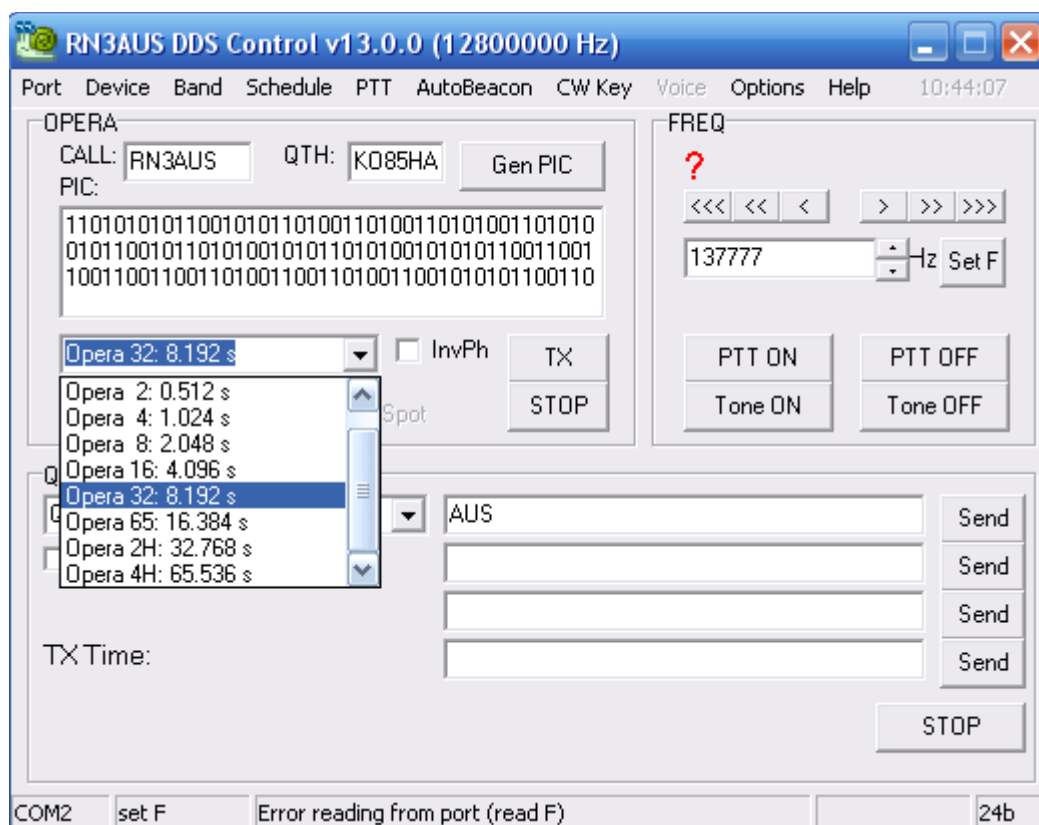 RN3AUS DDS Control v13.0.0 (12800000 Hz)
Port Device Band Schedule PTT AutoBeacon CW Key Voice Options Help 10:44:07
OPERA
CALL: RN3AUS QTH: KO85HA Gen PIC
PIC:
11010101011001010110100110100110101001101010
01011001011010100101011010100101010110011001
10011001100110100110011010011001010101100110
Opera 32: 8.192 s InvPh TX
Opera 2: 0.512 s
Opera 4: 1.024 s
Spot STOP
Opera 8: 2.048 s
Opera 16: 4.096 s
Opera 32: 8.192 s
Opera 65: 16.384 s
Opera 2H: 32.768 s
Opera 4H: 65.536 s
FREQ
?
<<< << < > >> >>>
137777 Hz Set F
PTT ON PTT OFF
Tone ON Tone OFF
AUS Send
Send
Send
TX Time: Send
STOP
COM2 set F Error reading from port (read F) 24b